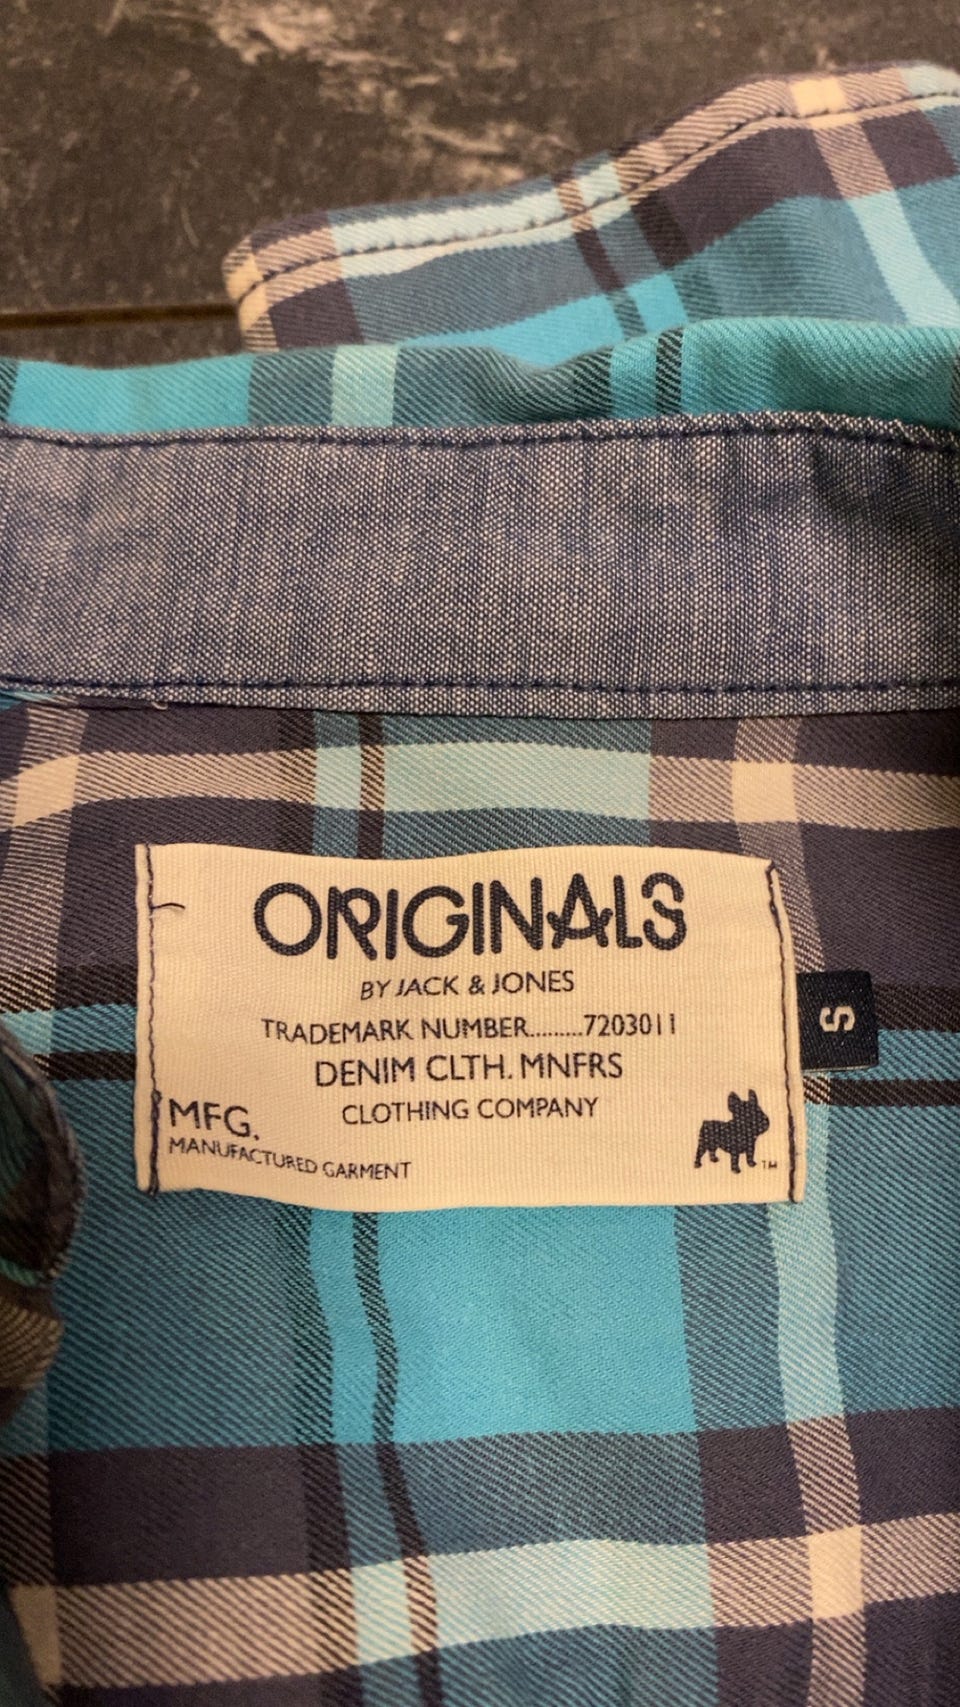 ORIGINALS
BY JACK & JONES
TRADEMARK NUMBER.........7203011
DENIM CLTH. MNFRS
CLOTHING COMPANY
MFG.
MANUFACTURED GARMENT
TM
S